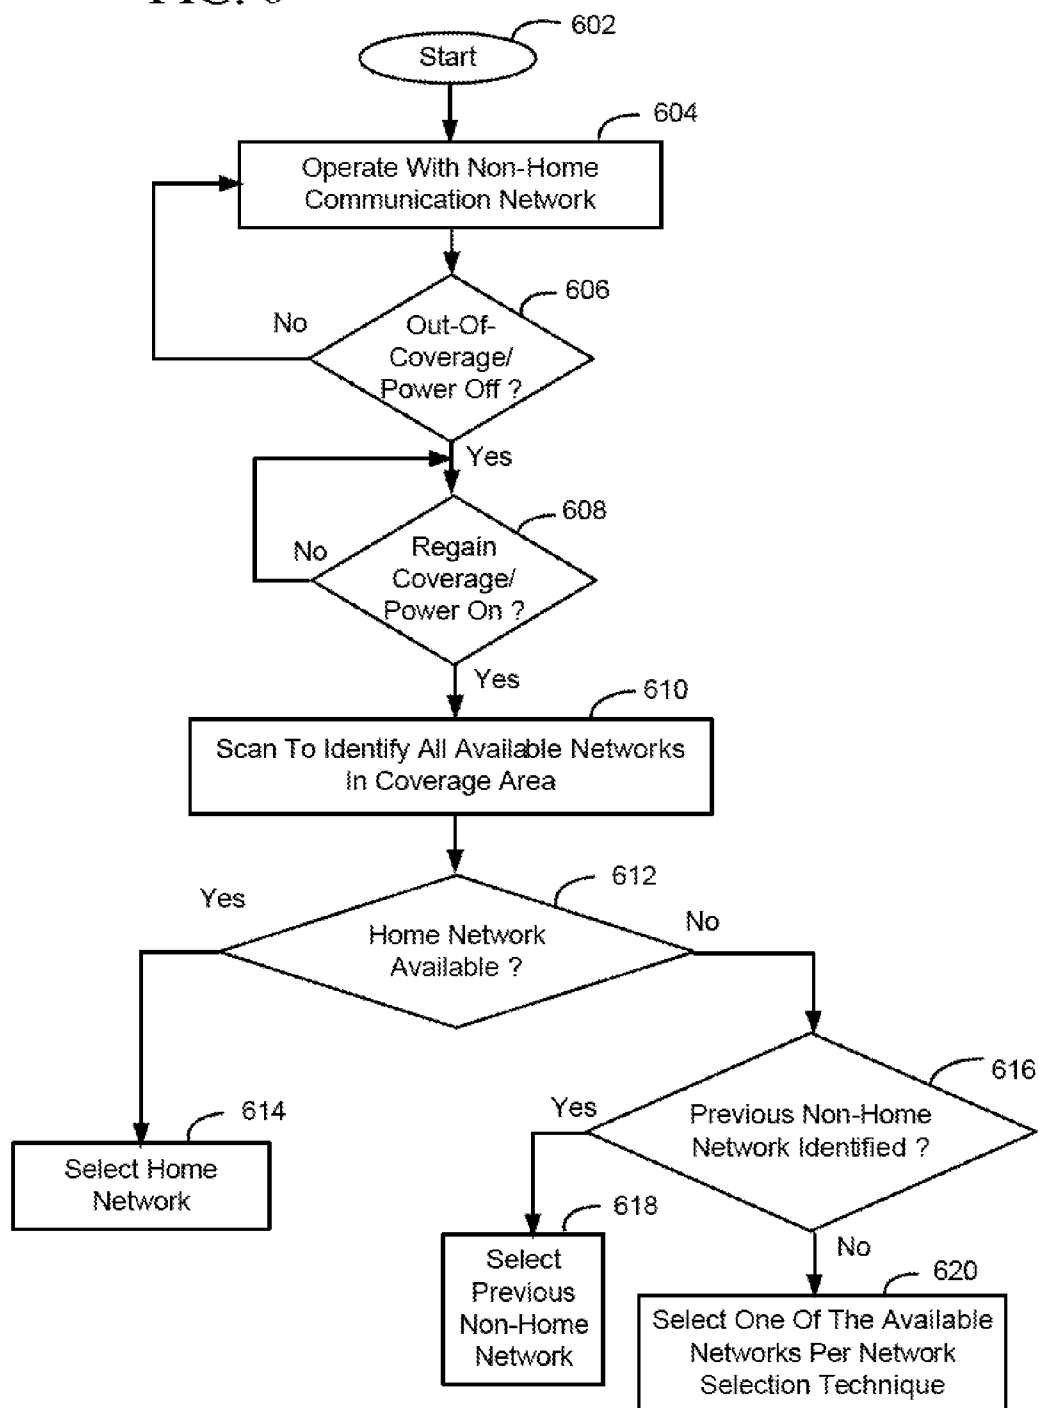 602
Start
604
Operate With Non-Home
Communication Network
606
No
Out-Of-
Coverage/
Power Off ?
Yes
608
No
Regain
Coverage/
Power On ?
Yes
610
Scan To Identify All Available Networks
In Coverage Area
612
Yes
No
Home Network
Available ?
616
614
Yes
Previous Non-Home
Network Identified ?
Select Home
Network
618
No
Select
Previous
Non-Home
Network
620
Select One Of The Available
Networks Per Network
Selection Technique